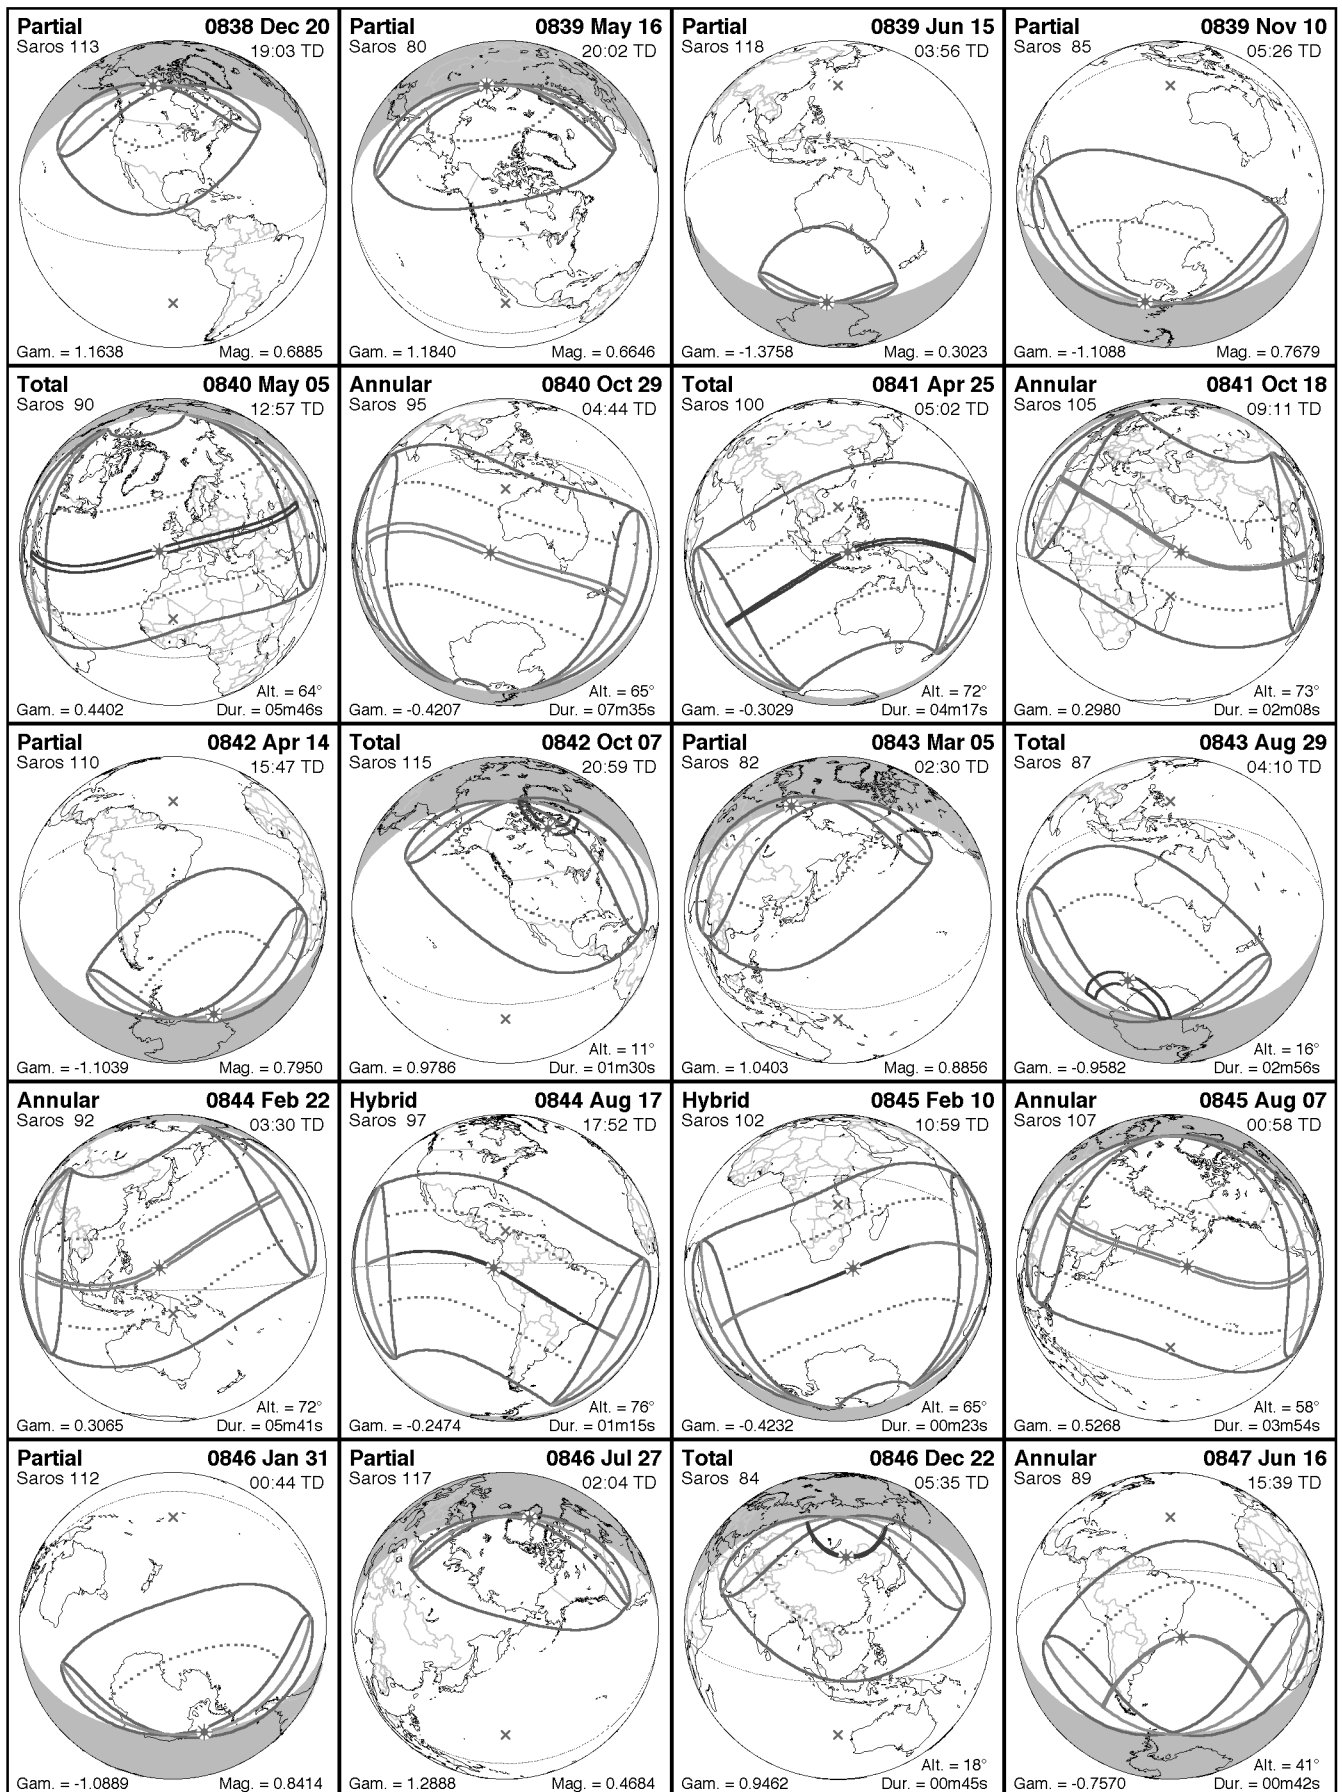 Partial 0838 Dec 20
Saros 113 19:03 TD
Gam. = 1.1638 Mag. = 0.6885
Partial 0839 May 16
Saros 80 20:02 TD
Gam. = 1.1840 Mag. = 0.6646
Partial 0839 Jun 15
Saros 118 03:56 TD
Gam. = -1.3758 Mag. = 0.3023
Partial 0839 Nov 10
Saros 85 05:26 TD
Gam. = -1.1088 Mag. = 0.7679
Total 0840 May 05
Saros 90 12:57 TD
Alt. = 64°
Gam. = 0.4402 Dur. = 05m46s
Annular 0840 Oct 29
Saros 95 04:44 TD
Alt. = 65°
Gam. = -0.4207 Dur. = 07m35s
Total 0841 Apr 25
Saros 100 05:02 TD
Alt. = 72°
Gam. = -0.3029 Dur. = 04m17s
Annular 0841 Oct 18
Saros 105 09:11 TD
Alt. = 73°
Gam. = 0.2980 Dur. = 02m08s
Partial 0842 Apr 14
Saros 110 15:47 TD
Gam. = -1.1039 Mag. = 0.7950
Total 0842 Oct 07
Saros 115 20:59 TD
Alt. = 11°
Gam. = 0.9786 Dur. = 01m30s
Partial 0843 Mar 05
Saros 82 02:30 TD
Gam. = 1.0403 Mag. = 0.8856
Total 0843 Aug 29
Saros 87 04:10 TD
Alt. = 16°
Gam. = -0.9582 Dur. = 02m56s
Annular 0844 Feb 22
Saros 92 03:30 TD
Alt. = 72°
Gam. = 0.3065 Dur. = 05m41s
Hybrid 0844 Aug 17
Saros 97 17:52 TD
Alt. = 76°
Gam. = -0.2474 Dur. = 01m15s
Hybrid 0845 Feb 10
Saros 102 10:59 TD
Alt. = 65°
Gam. = -0.4232 Dur. = 00m23s
Annular 0845 Aug 07
Saros 107 00:58 TD
Alt. = 58°
Gam. = 0.5268 Dur. = 03m54s
Partial 0846 Jan 31
Saros 112 00:44 TD
Gam. = -1.0889 Mag. = 0.8414
Partial 0846 Jul 27
Saros 117 02:04 TD
Gam. = 1.2888 Mag. = 0.4684
Total 0846 Dec 22
Saros 84 05:35 TD
Alt. = 18°
Gam. = 0.9462 Dur. = 00m45s
Annular 0847 Jun 16
Saros 89 15:39 TD
Alt. = 41°
Gam. = -0.7570 Dur. = 00m42s